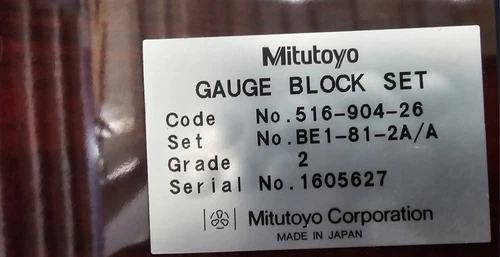 Mitutoyo
GAUGE BLOCK SET
Code No.516-904-26
Set No.BE1-81-2A/A
Grade 2
Serial No.1605627
Mitutoyo Corporation
MADE IN JAPAN